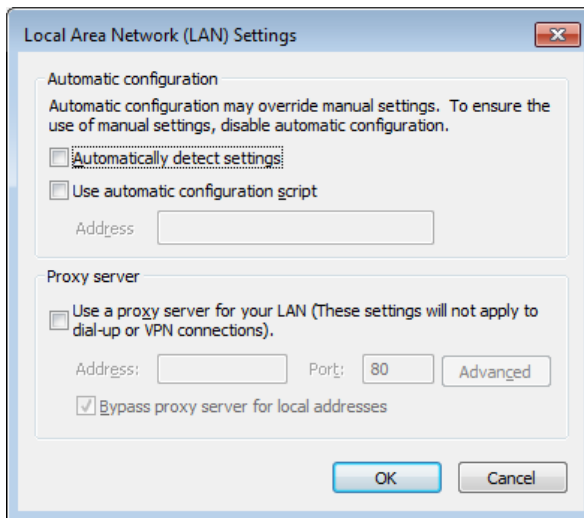 Local Area Network (LAN) Settings
Automatic configuration
Automatic configuration may override manual settings. To ensure the
use of manual settings, disable automatic configuration.
Automatically detect settings
Use automatic configuration script
Address
Proxy server
Use a proxy server for your LAN (These settings will not apply to
dial-up or VPN connections).
Address: Port: 80 Advanced
Bypass proxy server for local addresses
OK Cancel